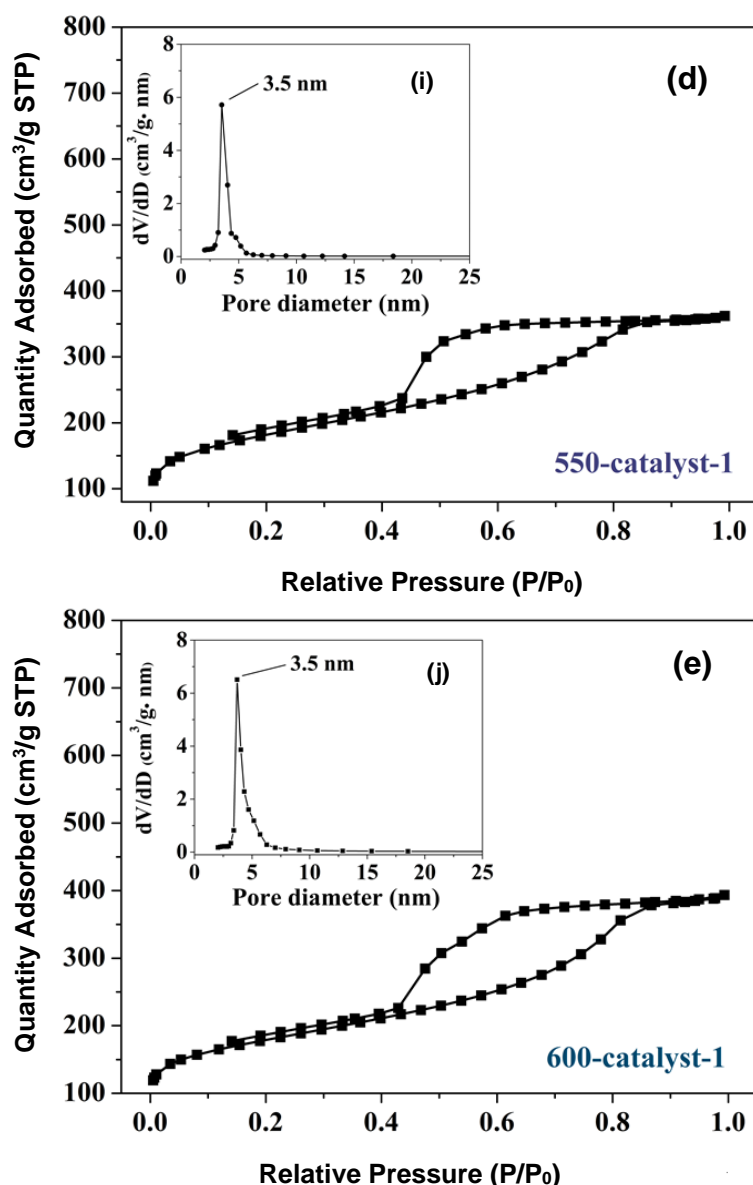 800
700
600
500
400
300
200
100
Quantity Adsorbed (cm³/g STP)
8
6
4
2
0
dV/dD (cm³/g· nm)
(i)
3.5 nm
0 5 10 15 20 25
Pore diameter (nm)
(d)
550-catalyst-1
0.0 0.2 0.4 0.6 0.8 1.0
Relative Pressure (P/P₀)
800
700
600
500
400
300
200
100
Quantity Adsorbed (cm³/g STP)
8
6
4
2
0
dV/dD (cm³/g· nm)
(j)
3.5 nm
0 5 10 15 20 25
Pore diameter (nm)
(e)
600-catalyst-1
0.0 0.2 0.4 0.6 0.8 1.0
Relative Pressure (P/P₀)